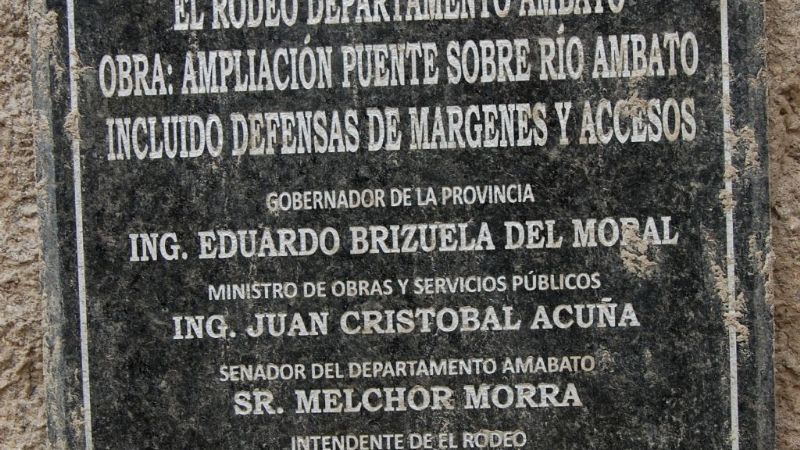 EL RODEO DEPARTAMENTO AMBATO
OBRA: AMPLIACIÓN PUENTE SOBRE RÍO AMBATO
INCLUIDO DEFENSAS DE MARGENES Y ACCESOS
GOBERNADOR DE LA PROVINCIA
ING. EDUARDO BRIZUELA DEL MORAL
MINISTRO DE OBRAS Y SERVICIOS PÚBLICOS
ING. JUAN CRISTOBAL ACUÑA
SENADOR DEL DEPARTAMENTO AMABATO
SR. MELCHOR MORRA
INTENDENTE DE EL RODEO